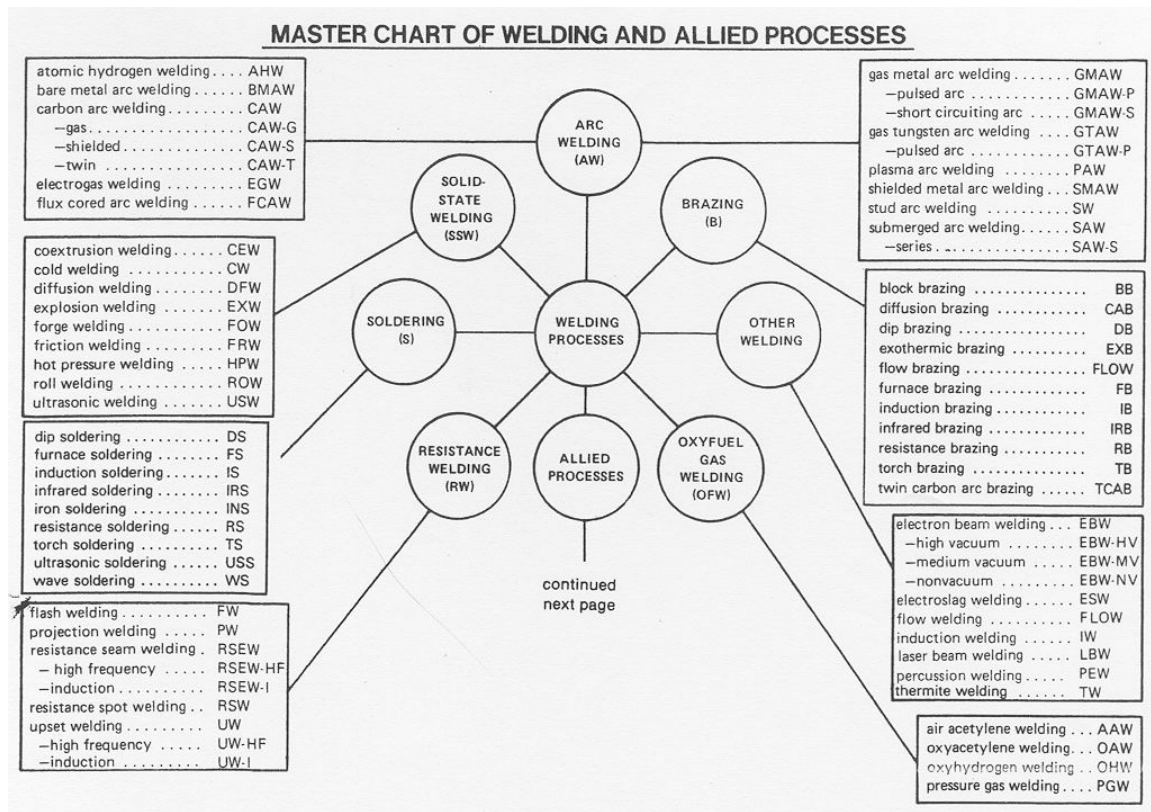 MASTER CHART OF WELDING AND ALLIED PROCESSES
atomic hydrogen welding .... AHW
bare metal arc welding ..... BMAW
carbon arc welding ........ CAW
—gas ................ CAW-G
—shielded ............. CAW-S
—twin ............... CAW-T
electrogas welding ........ EGW
flux cored arc welding ...... FCAW
gas metal arc welding ....... GMAW
—pulsed arc ............ GMAW-P
—short circuiting arc ...... GMAW-S
gas tungsten arc welding .... GTAW
—pulsed arc ............ GTAW-P
plasma arc welding ........ PAW
shielded metal arc welding ... SMAW
stud arc welding .......... SW
submerged arc welding ...... SAW
—series ............... SAW-S
ARC
WELDING
(AW)
SOLID-
STATE
WELDING
(SSW)
BRAZING
(B)
SOLDERING
(S)
WELDING
PROCESSES
OTHER
WELDING
RESISTANCE
WELDING
(RW)
ALLIED
PROCESSES
OXYFUEL
GAS
WELDING
(OFW)
continued
next page
coextrusion welding ...... CEW
cold welding ........... CW
diffusion welding ........ DFW
explosion welding ....... EXW
forge welding .......... FOW
friction welding ......... FRW
hot pressure welding ..... HPW
roll welding ............ ROW
ultrasonic welding ....... USW
dip soldering ........... DS
furnace soldering ........ FS
induction soldering ....... IS
infrared soldering ........ IRS
iron soldering .......... INS
resistance soldering ...... RS
torch soldering ......... TS
ultrasonic soldering ...... USS
wave soldering ......... WS
flash welding ........... FW
projection welding ..... PW
resistance seam welding . RSEW
— high frequency ..... RSEW-HF
—induction .......... RSEW-I
resistance spot welding .. RSW
upset welding ......... UW
—high frequency ..... UW-HF
—induction ......... UW-I
block brazing ............ BB
diffusion brazing .......... CAB
dip brazing ............. DB
exothermic brazing ........ EXB
flow brazing ............ FLOW
furnace brazing .......... FB
induction brazing ......... IB
infrared brazing .......... IRB
resistance brazing ......... RB
torch brazing ............ TB
twin carbon arc brazing ...... TCAB
electron beam welding ... EBW
—high vacuum ....... EBW-HV
—medium vacuum .... EBW-MV
—nonvacuum ........ EBW-NV
electroslag welding ...... ESW
flow welding .......... FLOW
induction welding ...... IW
laser beam welding ..... LBW
percussion welding ..... PEW
thermite welding ...... TW
air acetylene welding ... AAW
oxyacetylene welding... OAW
oxyhydrogen welding .. OHW
pressure gas welding ... PGW